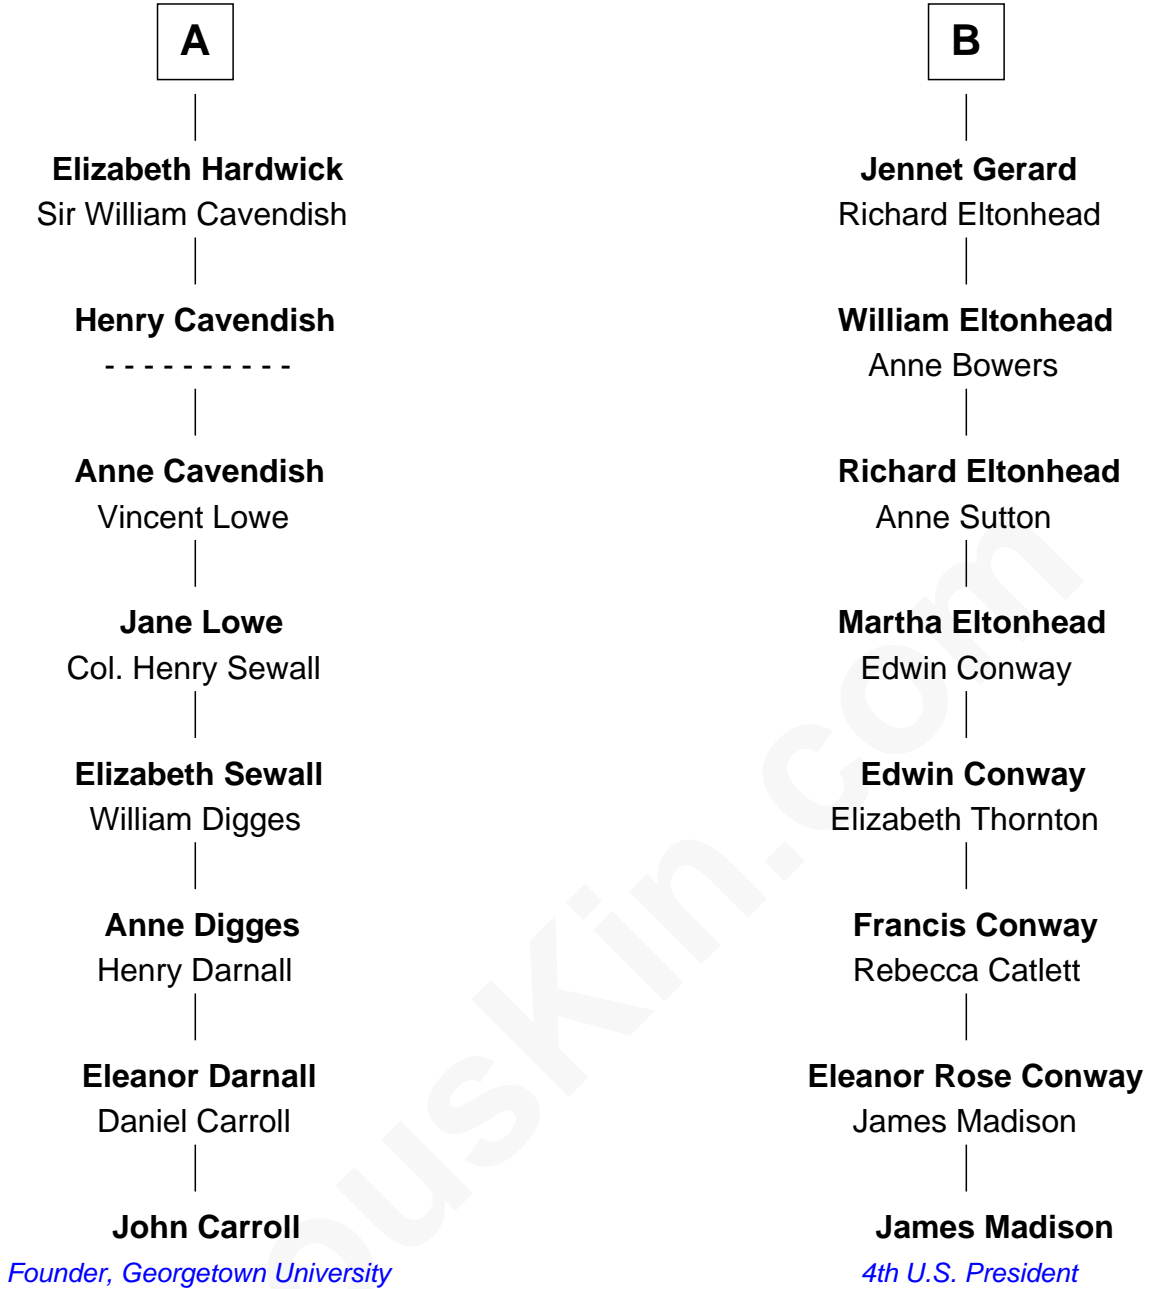 A
Elizabeth Hardwick
Sir William Cavendish
Henry Cavendish
- - - - - - - - - -
Anne Cavendish
Vincent Lowe
Jane Lowe
Col. Henry Sewall
Elizabeth Sewall
William Digges
Anne Digges
Henry Darnall
Eleanor Darnall
Daniel Carroll
John Carroll
Founder, Georgetown University
B
Jennet Gerard
Richard Eltonhead
William Eltonhead
Anne Bowers
Richard Eltonhead
Anne Sutton
Martha Eltonhead
Edwin Conway
Edwin Conway
Elizabeth Thornton
Francis Conway
Rebecca Catlett
Eleanor Rose Conway
James Madison
James Madison
4th U.S. President
ousKin.com